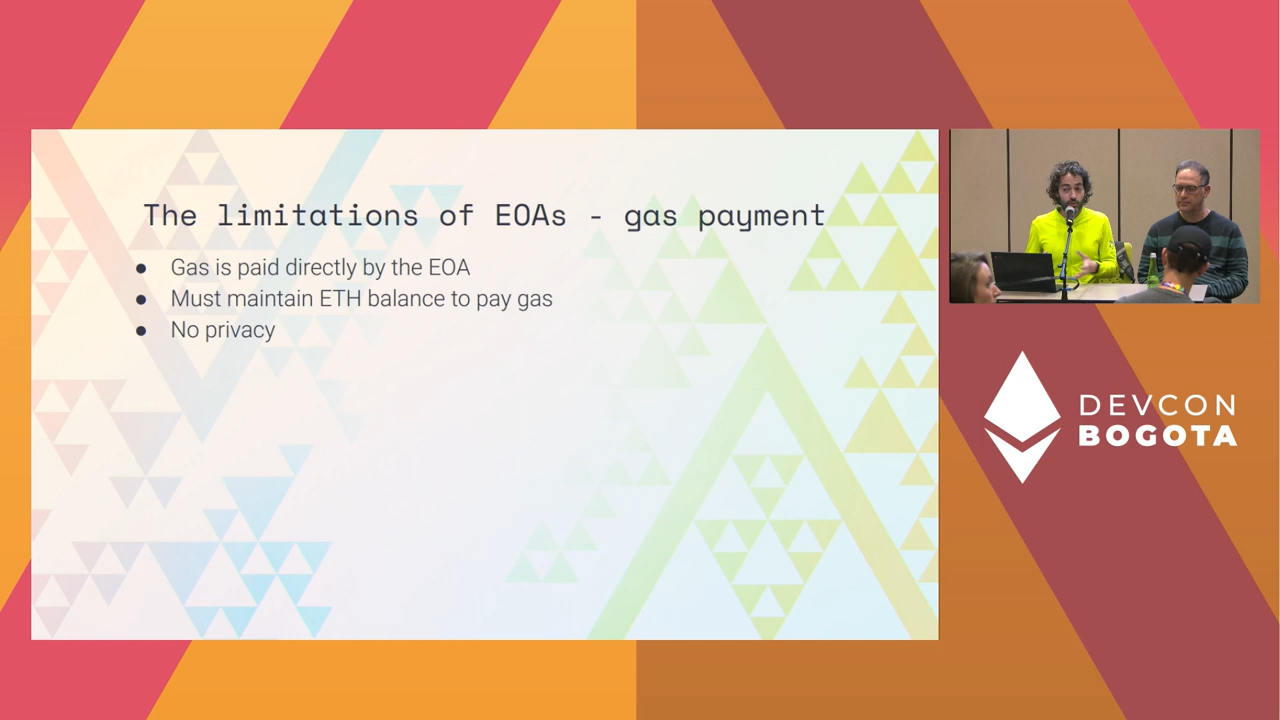 The limitations of EOAs - gas payment
● Gas is paid directly by the EOA
● Must maintain ETH balance to pay gas
● No privacy
DEVCON
BOGOTA